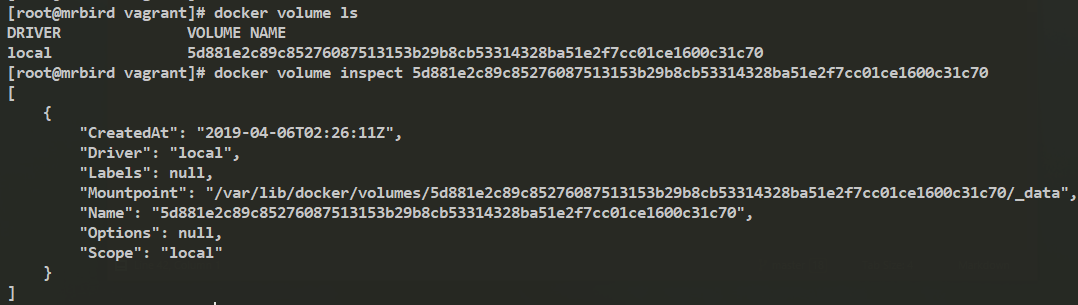 [root@mrbird vagrant]# docker volume ls
DRIVER              VOLUME NAME
local               5d881e2c89c85276087513153b29b8cb53314328ba51e2f7cc01ce1600c31c70
[root@mrbird vagrant]# docker volume inspect 5d881e2c89c85276087513153b29b8cb53314328ba51e2f7cc01ce1600c31c70
[
    {
        "CreatedAt": "2019-04-06T02:26:11Z",
        "Driver": "local",
        "Labels": null,
        "Mountpoint": "/var/lib/docker/volumes/5d881e2c89c85276087513153b29b8cb53314328ba51e2f7cc01ce1600c31c70/_data",
        "Name": "5d881e2c89c85276087513153b29b8cb53314328ba51e2f7cc01ce1600c31c70",
        "Options": null,
        "Scope": "local"
    }
]